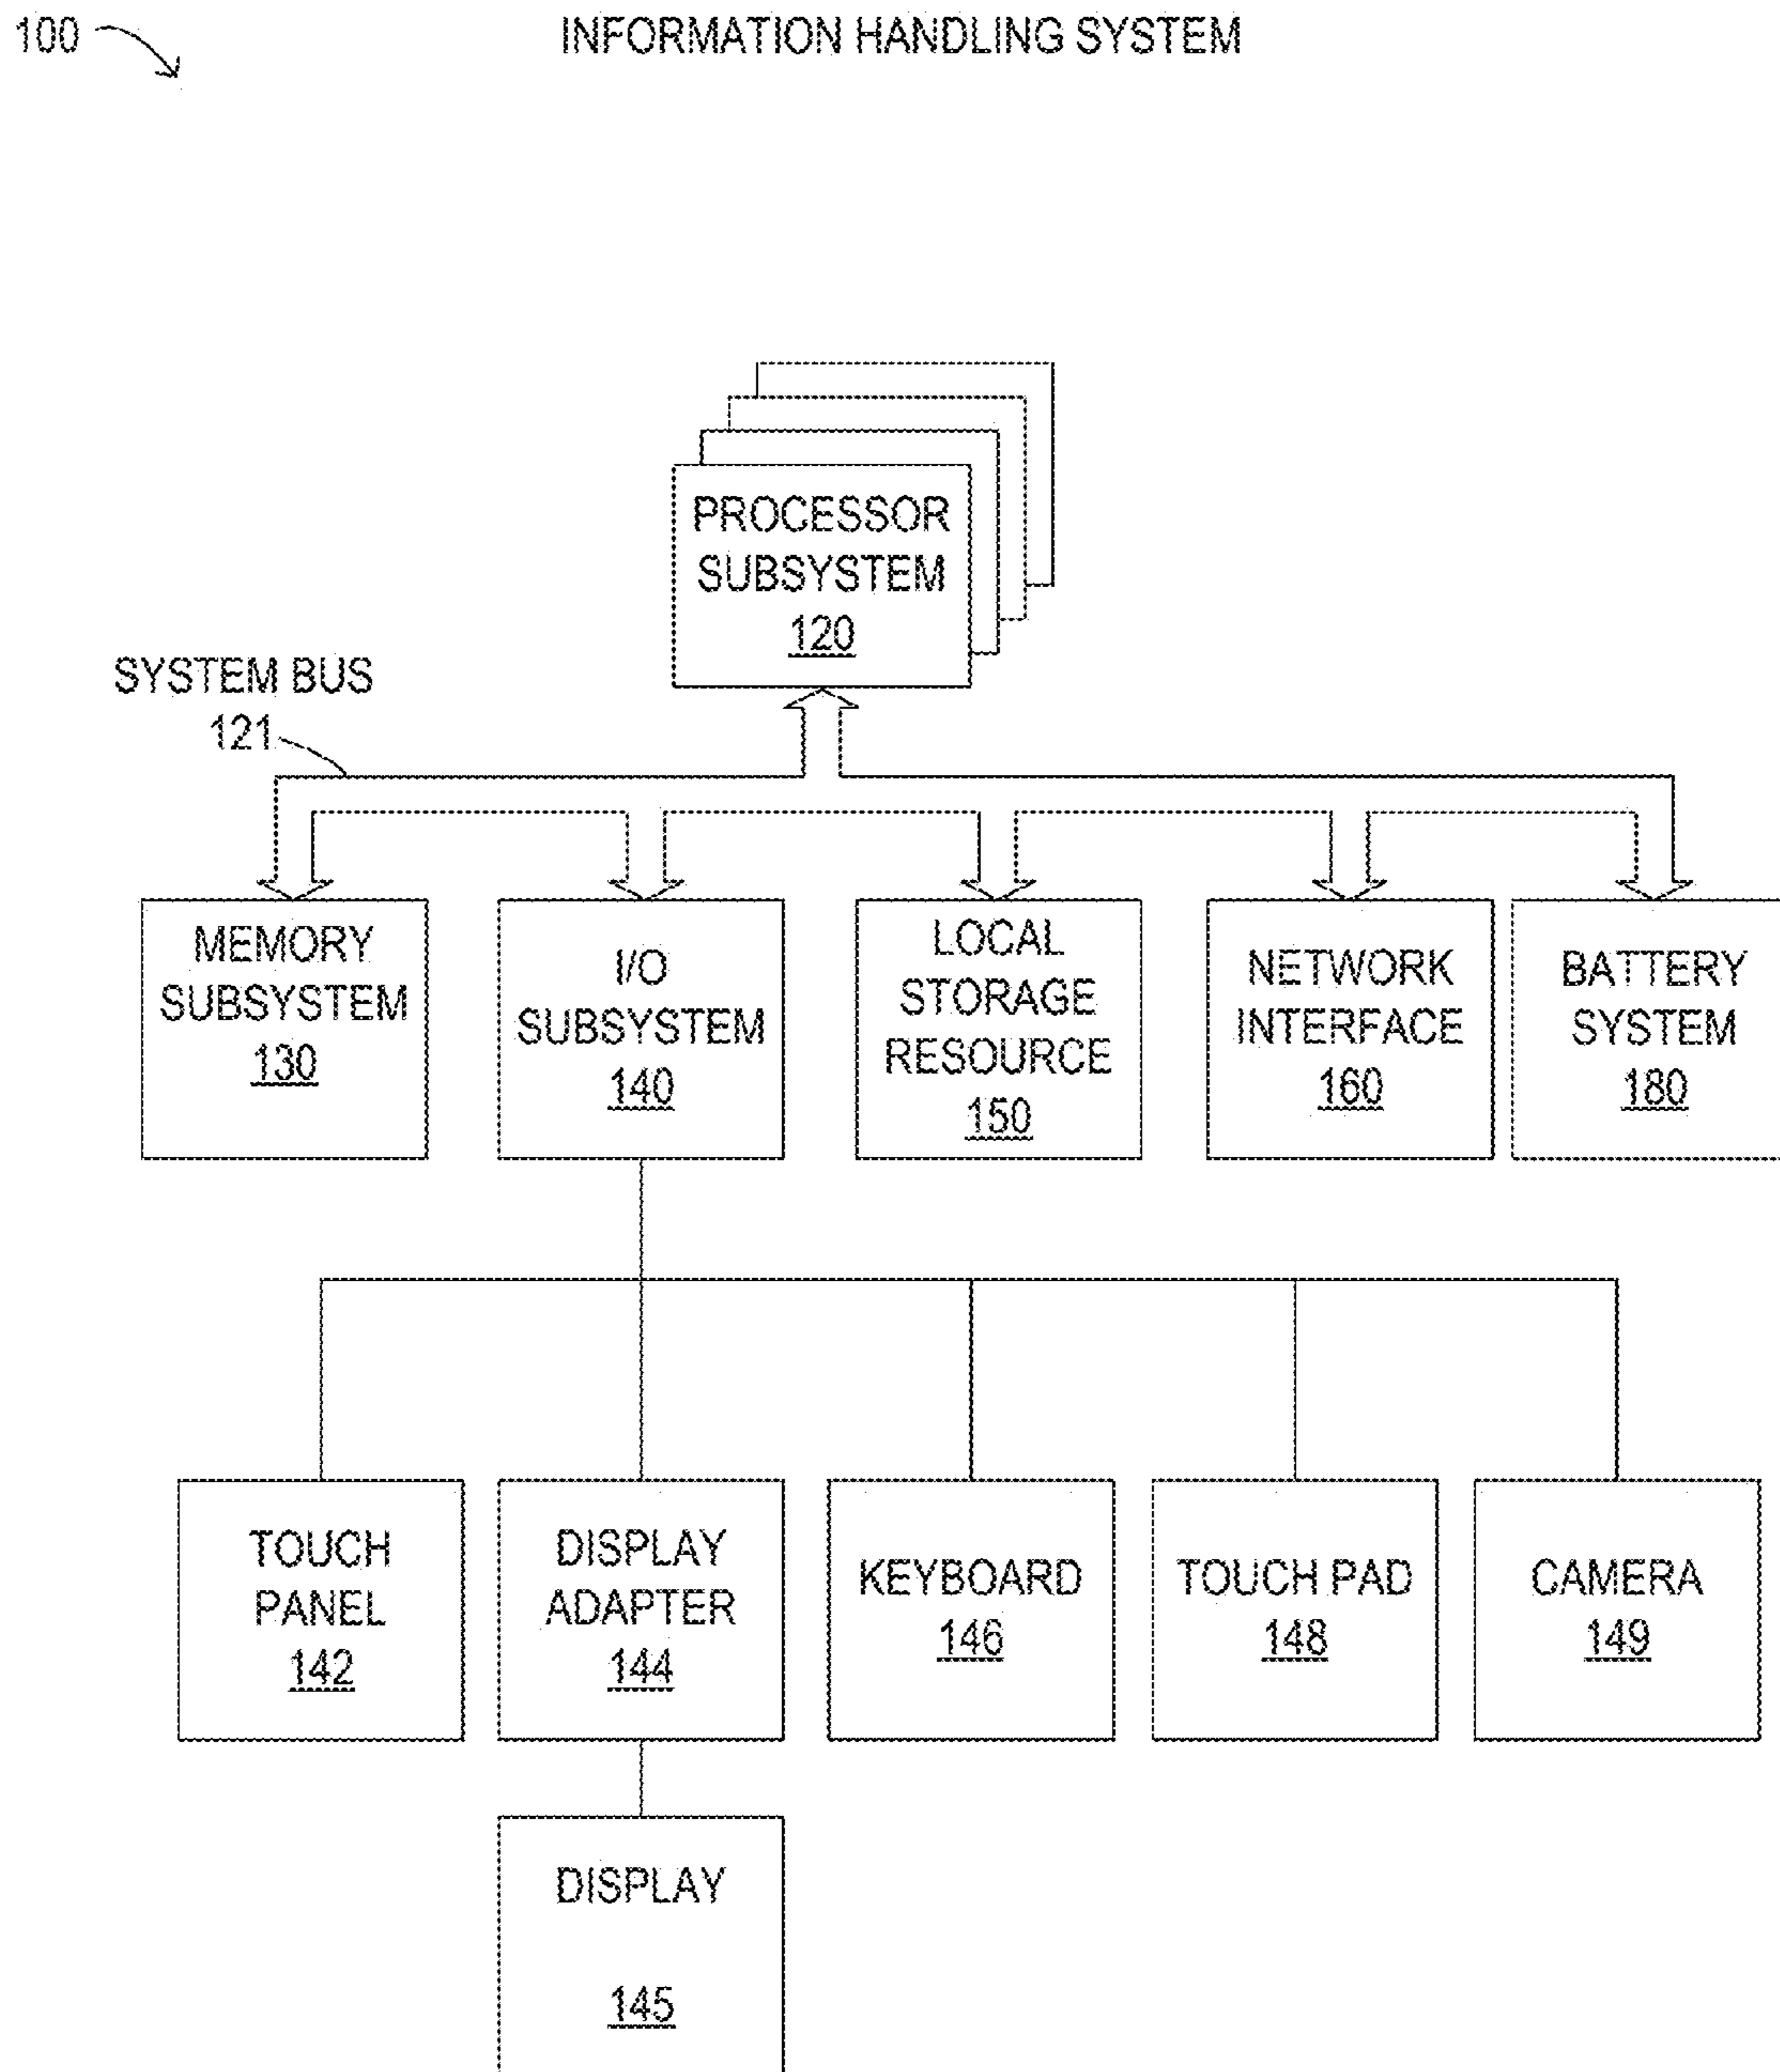 100
INFORMATION HANDLING SYSTEM
PROCESSOR
SUBSYSTEM
120
SYSTEM BUS
121
MEMORY
SUBSYSTEM
130
I/O
SUBSYSTEM
140
LOCAL
STORAGE
RESOURCE
150
NETWORK
INTERFACE
160
BATTERY
SYSTEM
180
TOUCH
PANEL
142
DISPLAY
ADAPTER
144
KEYBOARD
146
TOUCH PAD
148
CAMERA
149
DISPLAY
145